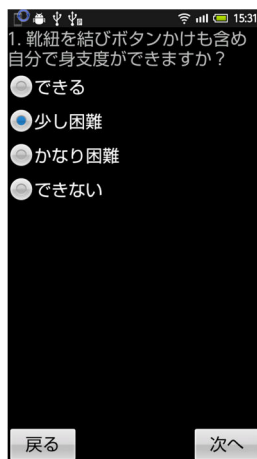 15:31
1. 靴紐を結びボタンかけも含め
自分で身支度ができますか？
できる
少し困難
かなり困難
できない
戻る
次へ